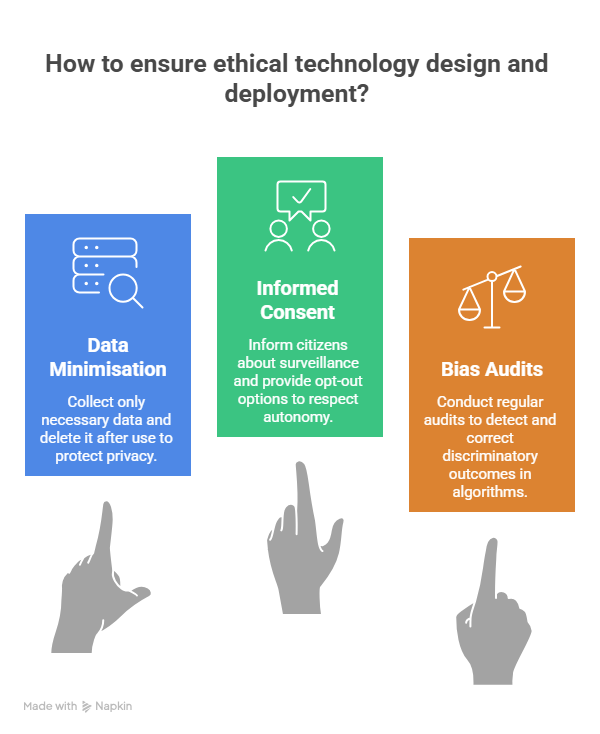 How to ensure ethical technology design and
deployment?
Data
Minimisation
Collect only
necessary data and
delete it after use to
protect privacy.
Informed
Consent
Inform citizens
about surveillance
and provide opt-out
options to respect
autonomy.
Bias Audits
Conduct regular
audits to detect and
correct
discriminatory
outcomes in
algorithms.
Made with Napkin